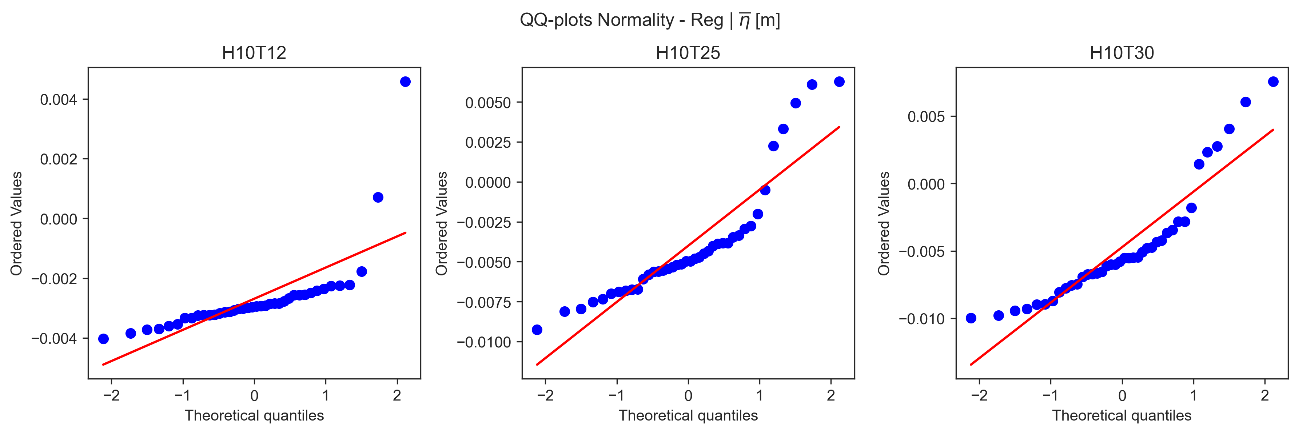 QQ-plots Normality - Reg | η̅ [m]
H10T12
H10T25
H10T30
Ordered Values
0.004
0.002
0.000
−0.002
−0.004
−2 −1 0 1 2
Theoretical quantiles
Ordered Values
0.0050
0.0025
0.0000
−0.0025
−0.0050
−0.0075
−0.0100
−2 −1 0 1 2
Theoretical quantiles
Ordered Values
0.005
0.000
−0.005
−0.010
−2 −1 0 1 2
Theoretical quantiles